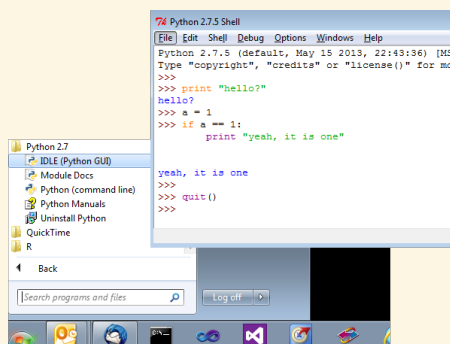 Python 2.7.5 Shell
File Edit Shell Debug Options Windows Help
Python 2.7.5 (default, May 15 2013, 22:43:36) [MS
Type "copyright", "credits" or "license()" for mo
>>>
>>> print "hello?"
hello?
>>> a = 1
>>> if a == 1:
print "yeah, it is one"
yeah, it is one
>>>
>>> quit()
>>>
Python 2.7
IDLE (Python GUI)
Module Docs
Python (command line)
Python Manuals
Uninstall Python
QuickTime
R
Back
Search programs and files
Log off